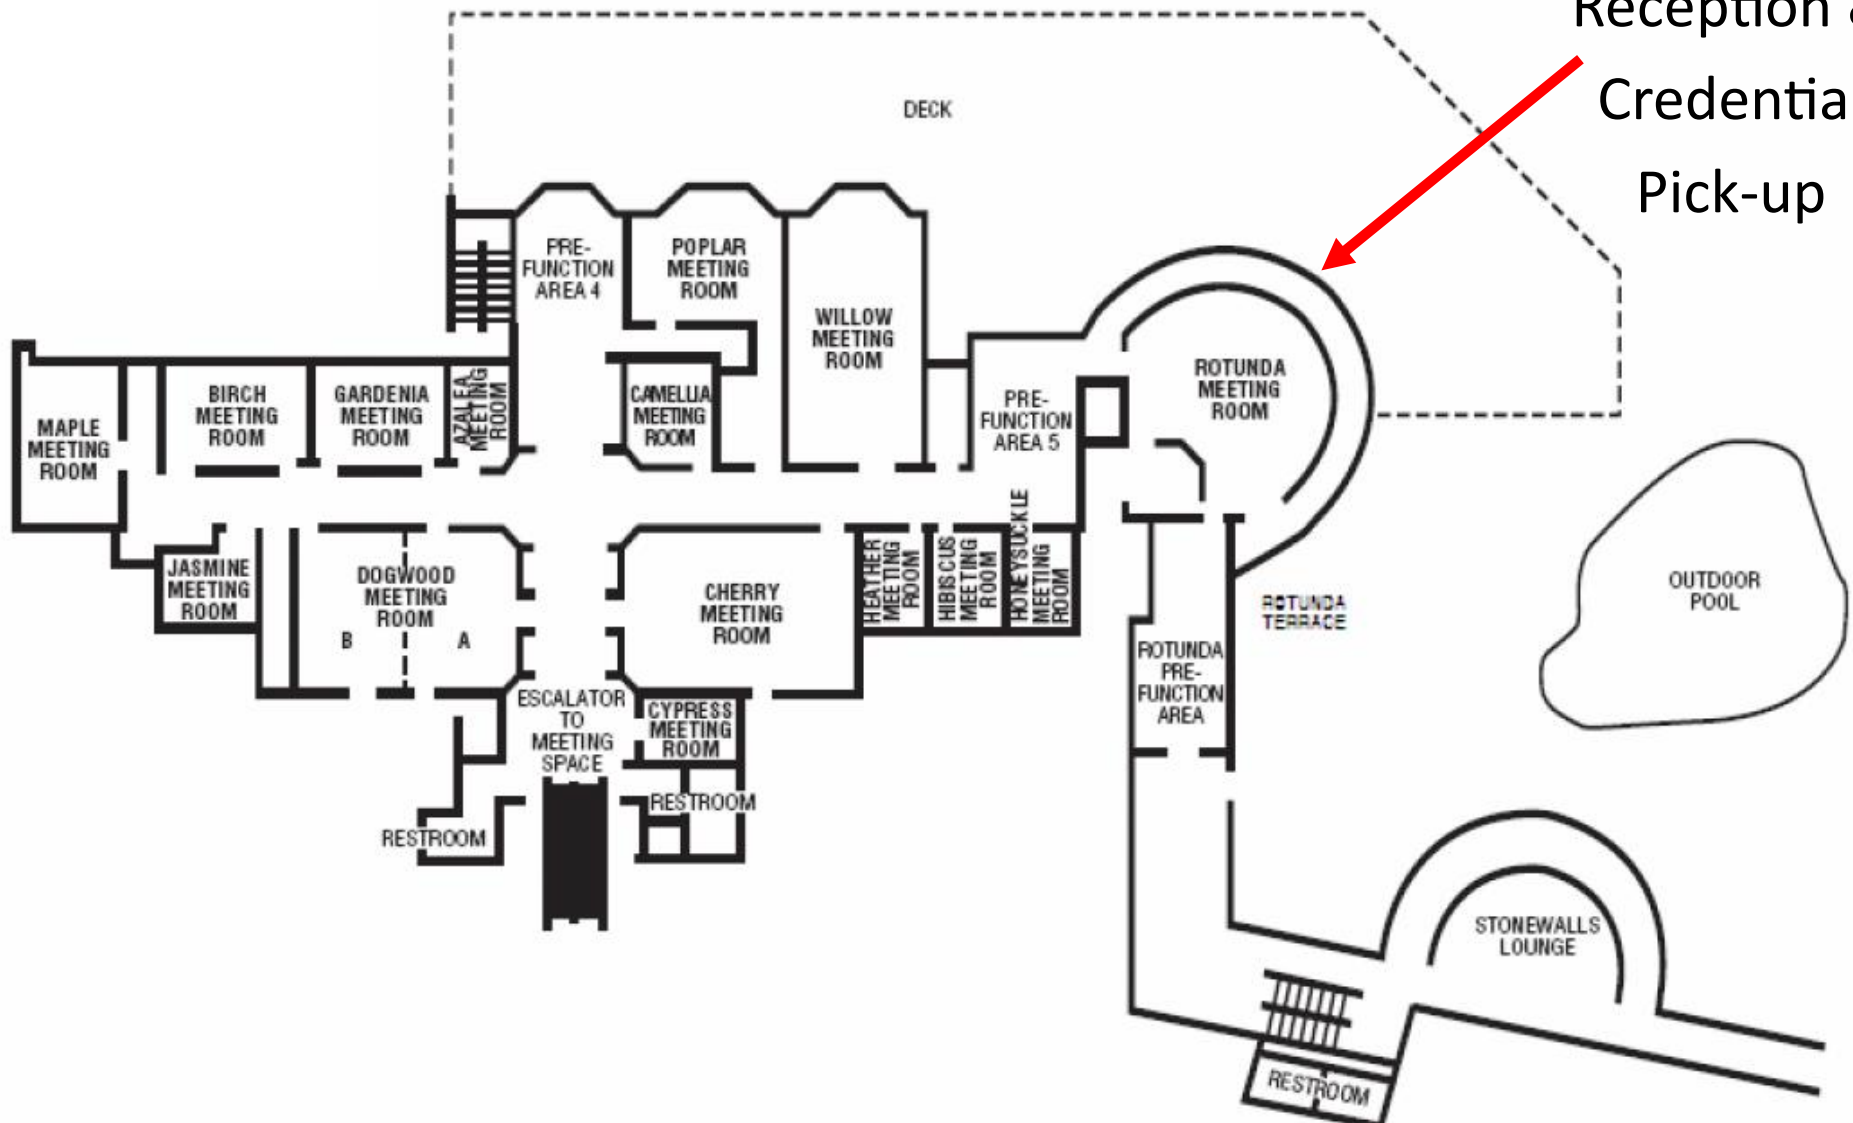 Reception &
Credentia
Pick-up
DECK
PRE-
FUNCTION
AREA 4
POPLAR
MEETING
ROOM
WILLOW
MEETING
ROOM
ROTUNDA
MEETING
ROOM
MAPLE
MEETING
ROOM
BIRCH
MEETING
ROOM
GARDENIA
MEETING
ROOM
AZALEA
MEETING
ROOM
CAMELLIA
MEETING
ROOM
PRE-
FUNCTION
AREA 5
JASMINE
MEETING
ROOM
DOGWOOD
MEETING
ROOM
B
A
CHERRY
MEETING
ROOM
HEATHER
MEETING
ROOM
HIBISCUS
MEETING
ROOM
HONEYSUCKLE
MEETING
ROOM
ROTUNDA
TERRACE
OUTDOOR
POOL
ROTUNDA
PRE-
FUNCTION
AREA
ESCALATOR
TO
MEETING
SPACE
CYPRESS
MEETING
ROOM
RESTROOM
RESTROOM
STONEWALLS
LOUNGE
RESTROOM